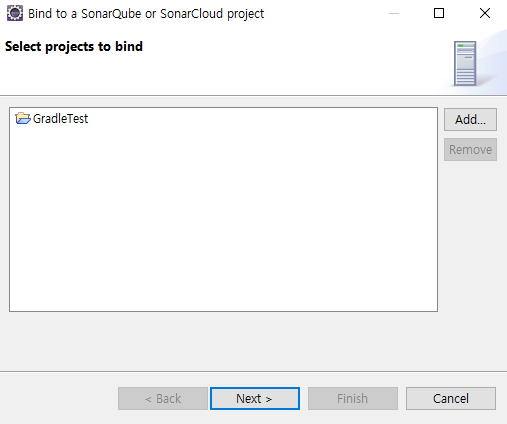 Bind to a SonarQube or SonarCloud project
Select projects to bind
GradleTest
Add...
Remove
< Back
Next >
Finish
Cancel